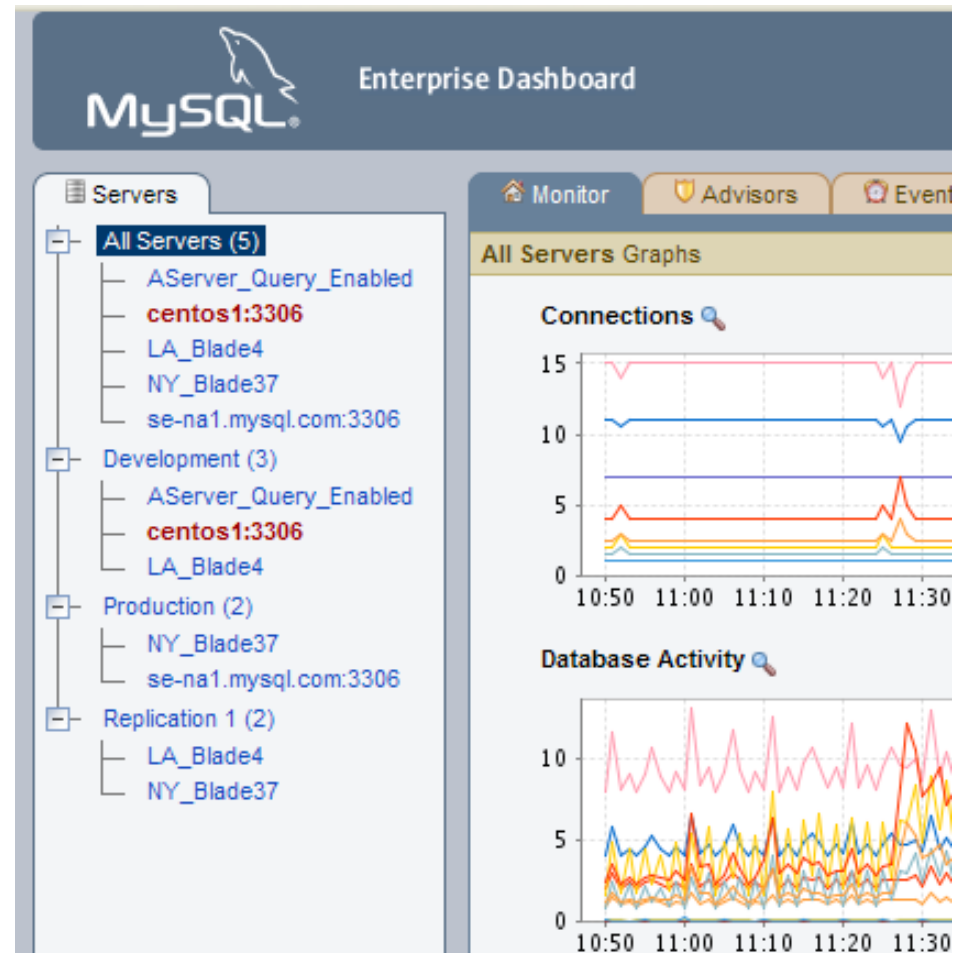 MySQL®
Enterprise Dashboard
Servers
All Servers (5)
AServer_Query_Enabled
centos1:3306
LA_Blade4
NY_Blade37
se-na1.mysql.com:3306
Development (3)
AServer_Query_Enabled
centos1:3306
LA_Blade4
Production (2)
NY_Blade37
se-na1.mysql.com:3306
Replication 1 (2)
LA_Blade4
NY_Blade37
Monitor Advisors Event
All Servers Graphs
Connections
15
10
5
0
10:50 11:00 11:10 11:20 11:30
Database Activity
10
5
0
10:50 11:00 11:10 11:20 11:30